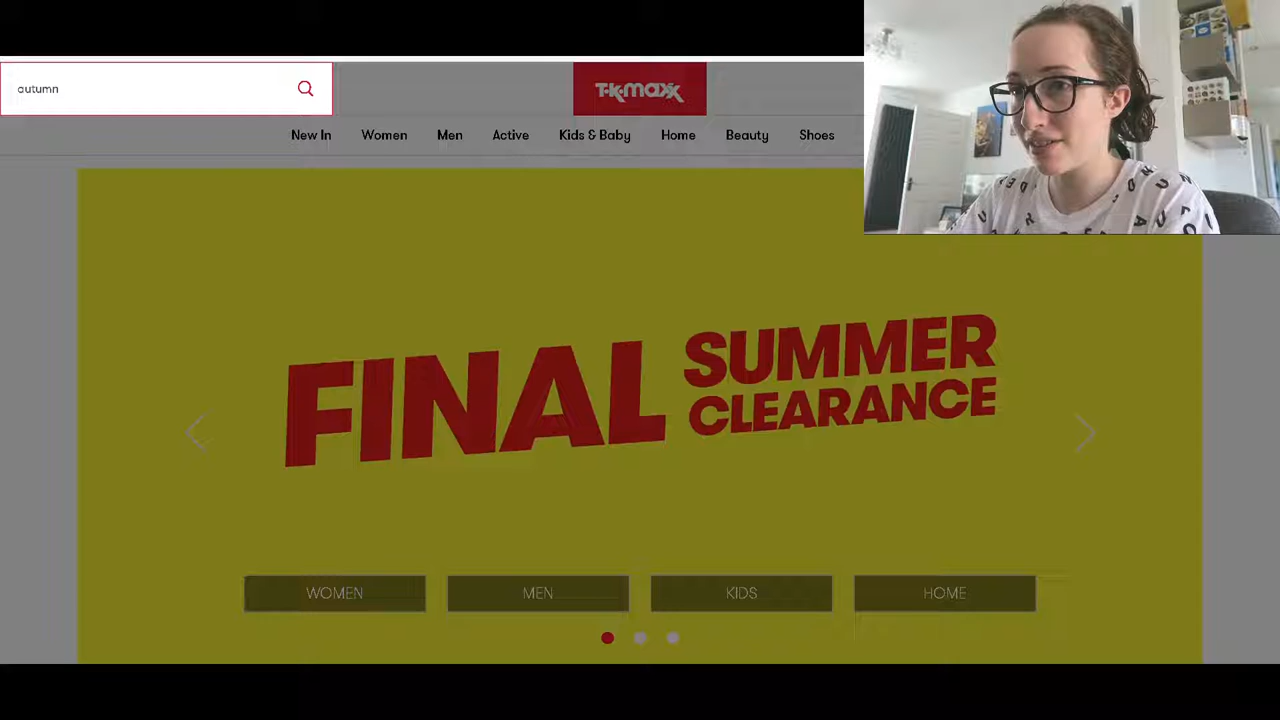 autumn
T·K·maxx
New In Women Men Active Kids & Baby Home Beauty Shoes
FINAL SUMMER
CLEARANCE
WOMEN MEN KIDS HOME